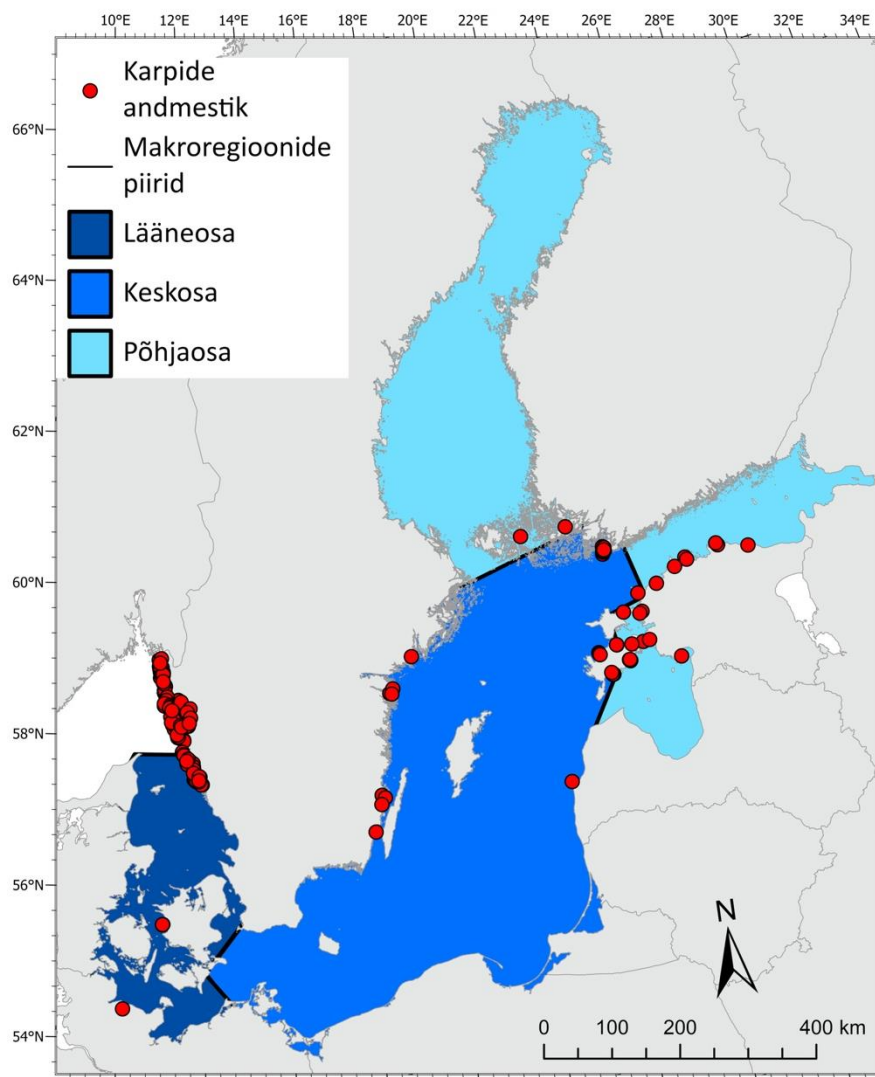 10°E 12°E 14°E 16°E 18°E 20°E 22°E 24°E 26°E 28°E 30°E 32°E 34°E
Karpide
andmestik
Makroregioonide
piirid
Lääneosa
Keskosa
Põhjaosa
66°N
64°N
62°N
60°N
58°N
56°N
54°N
N
0 100 200 400 km